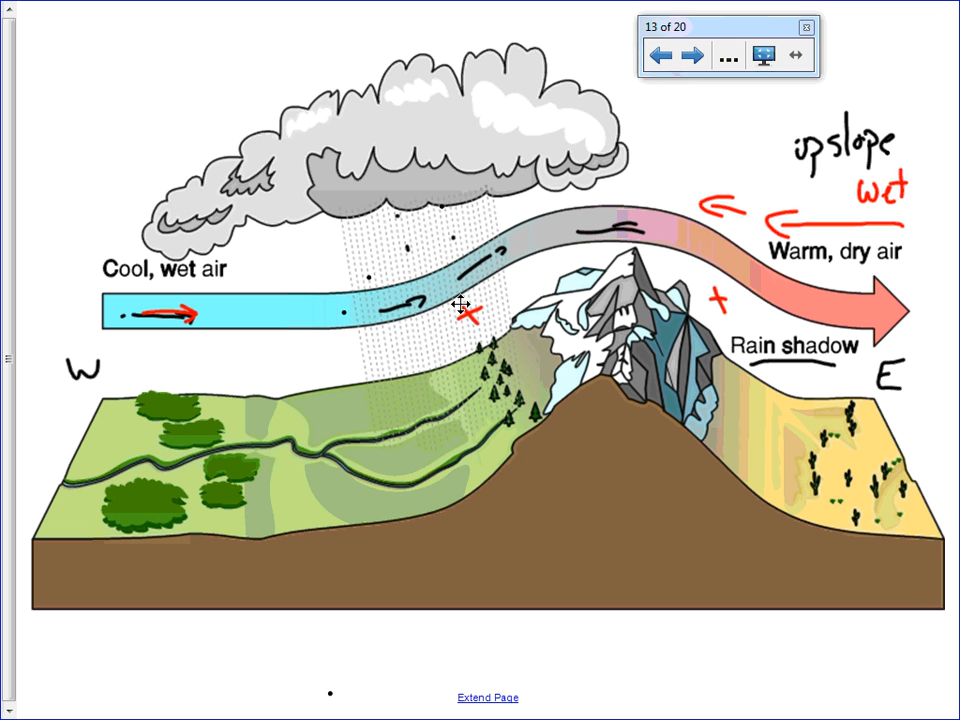 13 of 20
...
upslope
wet
Warm, dry air
Cool, wet air
Rain shadow
W
E
Extend Page